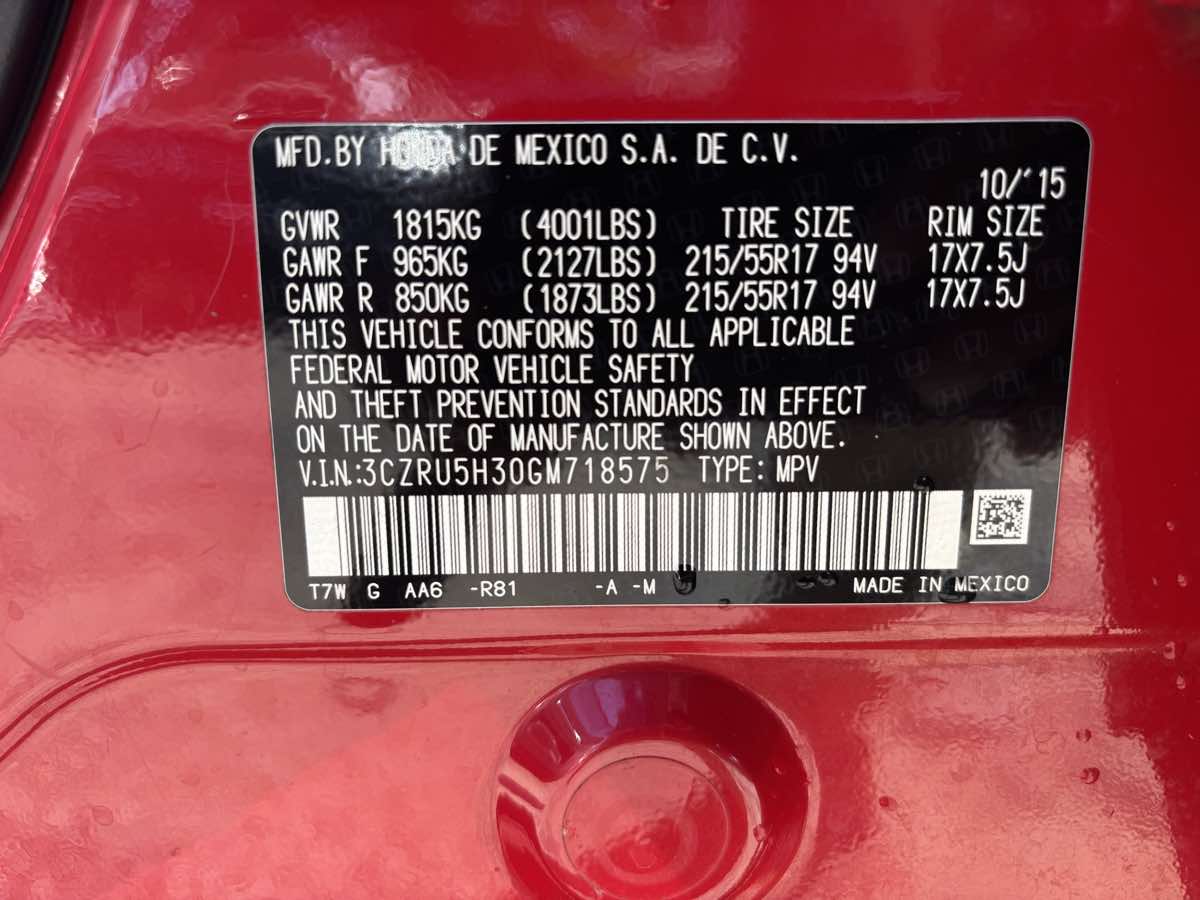 MFD.BY HONDA DE MEXICO S.A. DE C.V.
10/'15
GVWR 1815KG (4001LBS) TIRE SIZE RIM SIZE
GAWR F 965KG (2127LBS) 215/55R17 94V 17X7.5J
GAWR R 850KG (1873LBS) 215/55R17 94V 17X7.5J
THIS VEHICLE CONFORMS TO ALL APPLICABLE
FEDERAL MOTOR VEHICLE SAFETY
AND THEFT PREVENTION STANDARDS IN EFFECT
ON THE DATE OF MANUFACTURE SHOWN ABOVE.
V.I.N.:3CZRU5H30GM718575 TYPE: MPV
T7W G AA6 -R81 -A -M MADE IN MEXICO